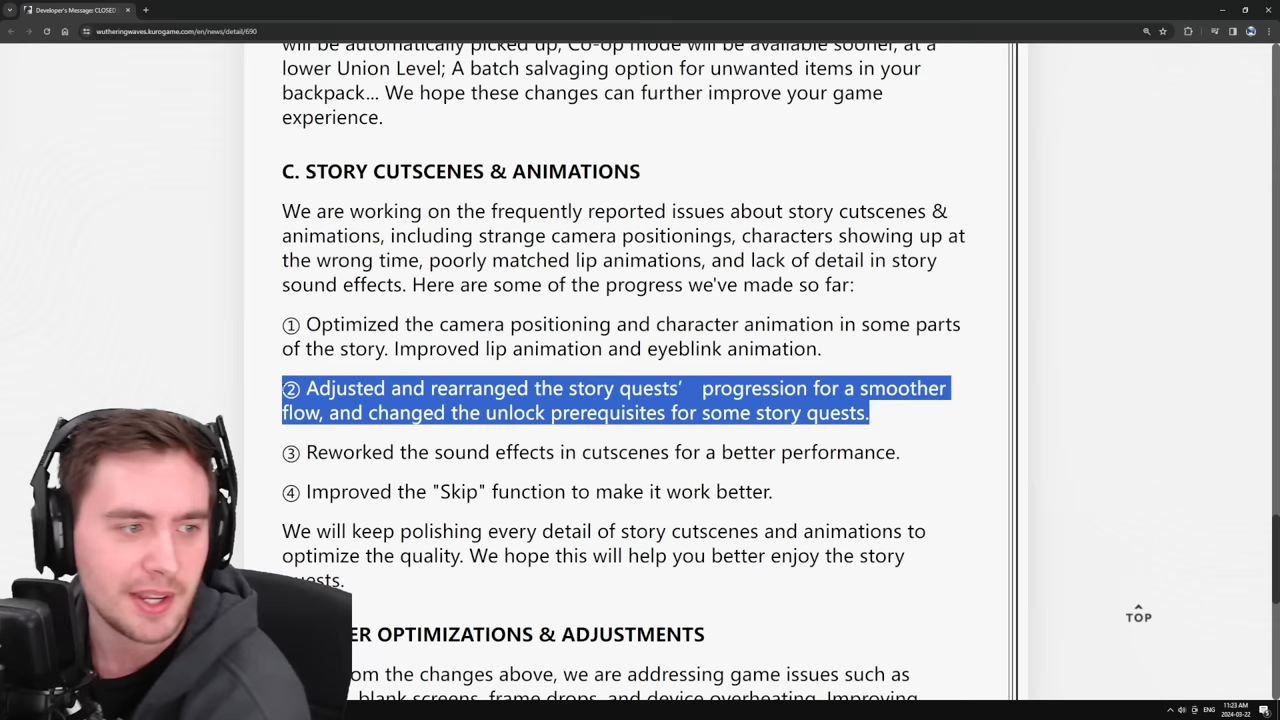 Developer's Message: CLOSED
wutheringwaves.kurogame.com/en/news/detail/690
will be automatically picked up, Co-op mode will be available sooner, at a
lower Union Level; A batch salvaging option for unwanted items in your
backpack... We hope these changes can further improve your game
experience.
C. STORY CUTSCENES & ANIMATIONS
We are working on the frequently reported issues about story cutscenes &
animations, including strange camera positionings, characters showing up at
the wrong time, poorly matched lip animations, and lack of detail in story
sound effects. Here are some of the progress we've made so far:
① Optimized the camera positioning and character animation in some parts
of the story. Improved lip animation and eyeblink animation.
② Adjusted and rearranged the story quests’ progression for a smoother
flow, and changed the unlock prerequisites for some story quests.
③ Reworked the sound effects in cutscenes for a better performance.
④ Improved the "Skip" function to make it work better.
We will keep polishing every detail of story cutscenes and animations to
optimize the quality. We hope this will help you better enjoy the story
quests.
TOP
ER OPTIMIZATIONS & ADJUSTMENTS
om the changes above, we are addressing game issues such as
blank screens, frame drops, and device overheating. Improving
ENG
11:23 AM
2024-03-22